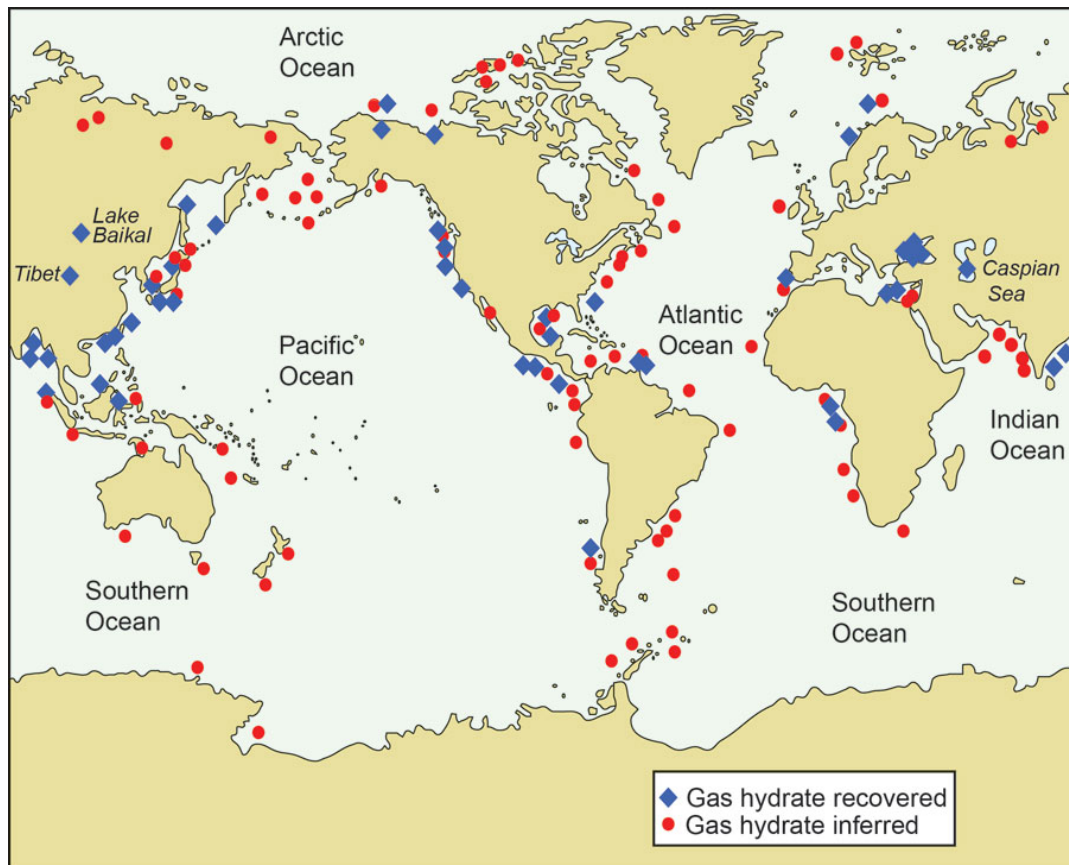 Arctic
Ocean
Lake
Baikal
Tibet
Caspian
Sea
Pacific
Ocean
Atlantic
Ocean
Indian
Ocean
Southern
Ocean
Southern
Ocean
Gas hydrate recovered
Gas hydrate inferred